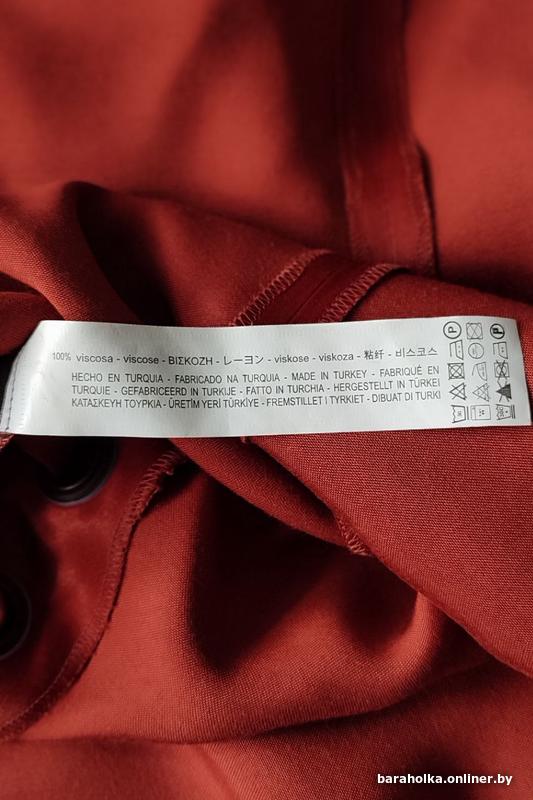 100% viscosa - viscose - ΒΙΣΚΟΖΗ - レーヨン - viskose - viskoza - 粘纤 - 비스코스
HECHO EN TURQUIA - FABRICADO NA TURQUIA - MADE IN TURKEY - FABRIQUÉ EN
TURQUIE - GEFABRICEERD IN TURKIJE - FATTO IN TURCHIA - HERGESTELLT IN TÜRKEI
ΚΑΤΑΣΚΕΥΗ ΤΟΥΡΚΙΑ - ÜRETİM YERİ TÜRKİYE - FREMSTILLET I TYRKIET - DIBUAT DI TURKI
P
P
baraholka.onliner.by